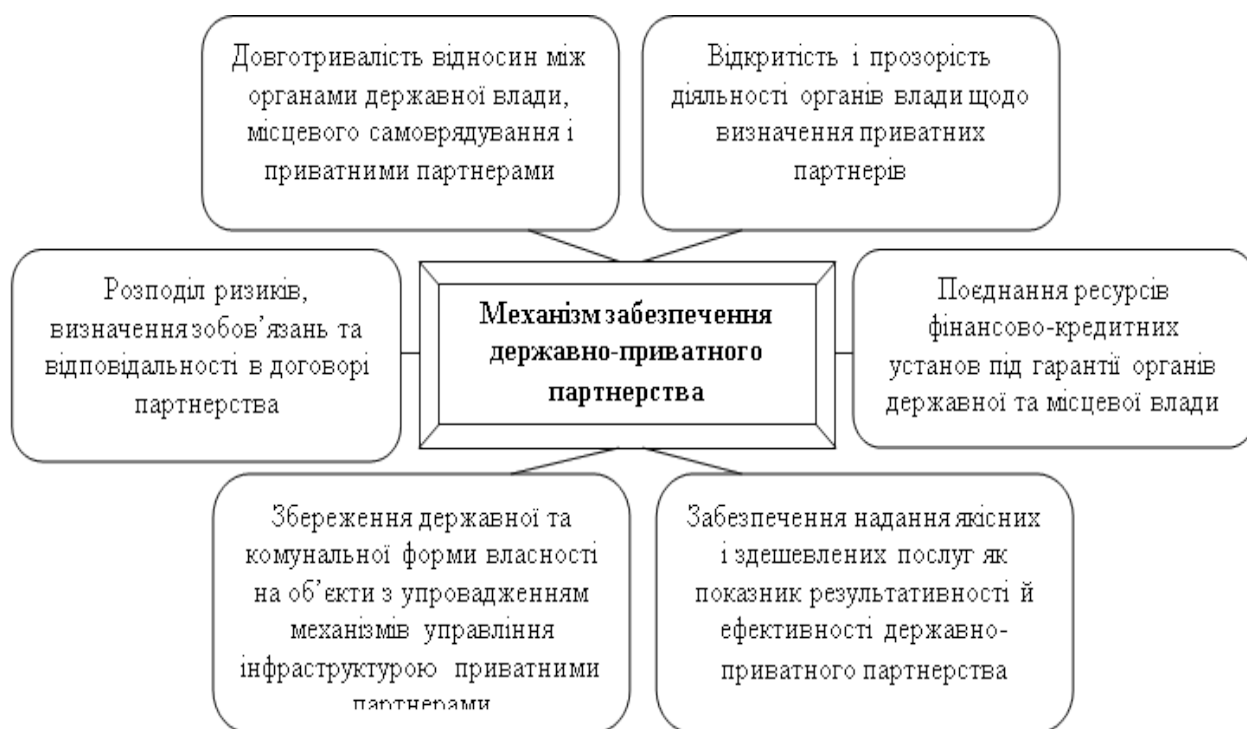 Довготривалість відносин між
органами державної влади,
місцевого самоврядування і
приватними партнерами
Відкритість і прозорість
діяльності органів влади щодо
визначення приватних
партнерів
Розподіл ризиків,
визначення зобов’язань та
відповідальності в договорі
партнерства
Механізм забезпечення
державно-приватного
партнерства
Поєднання ресурсів
фінансово-кредитних
установ під гарантії органів
державної та місцевої влади
Збереження державної та
комунальної форми власності
на об’єкти з упровадженням
механізмів управління
інфраструктурою приватними
партнерами
Забезпечення надання якісних
і здешевлених послуг як
показник результативності й
ефективності державно-
приватного партнерства